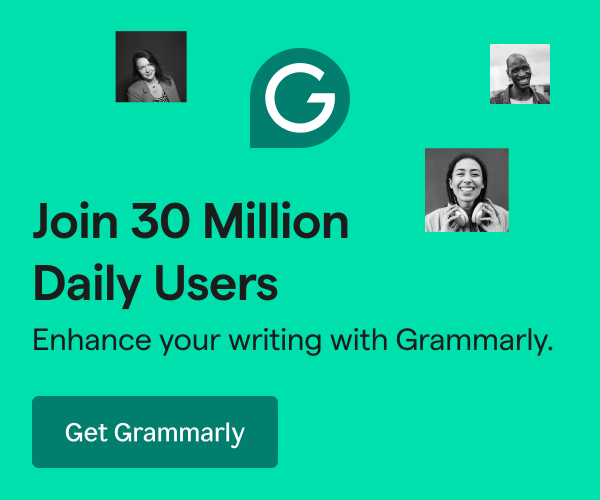 G
Join 30 Million
Daily Users
Enhance your writing with Grammarly.
Get Grammarly